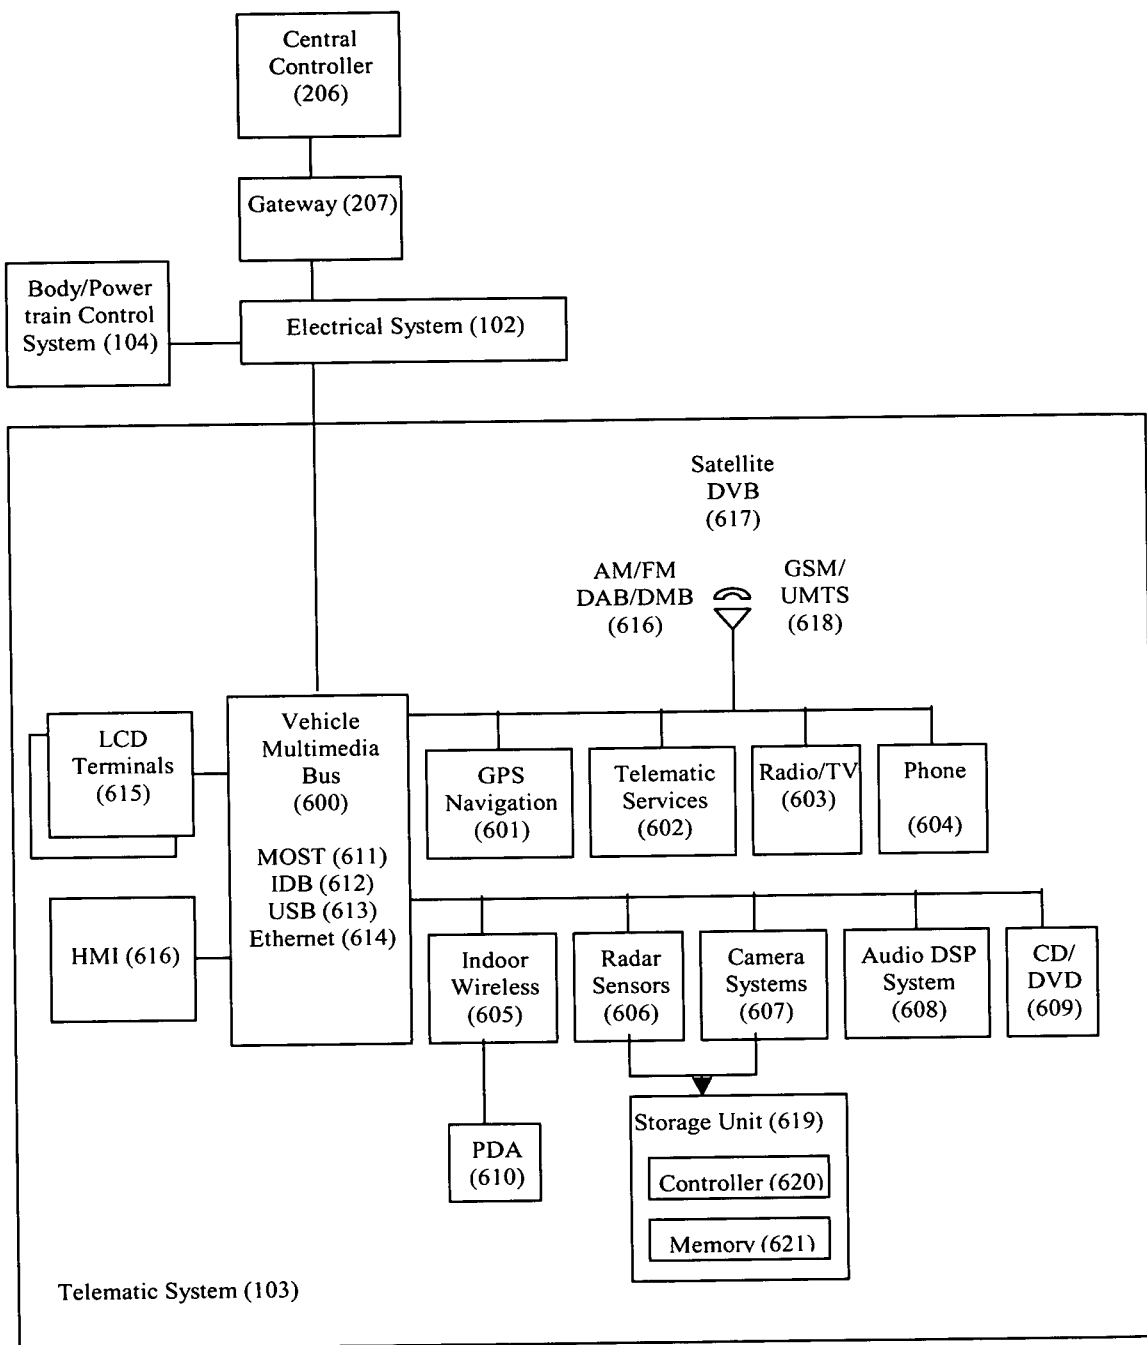 Central
Controller
(206)
Gateway (207)
Body/Power
train Control
System (104)
Electrical System (102)
Satellite
DVB
(617)
AM/FM
DAB/DMB
(616)
GSM/
UMTS
(618)
LCD
Terminals
(615)
Vehicle
Multimedia
Bus
(600)
MOST (611)
IDB (612)
USB (613)
Ethernet (614)
GPS
Navigation
(601)
Telematic
Services
(602)
Radio/TV
(603)
Phone
(604)
HMI (616)
Indoor
Wireless
(605)
Radar
Sensors
(606)
Camera
Systems
(607)
Audio DSP
System
(608)
CD/
DVD
(609)
PDA
(610)
Storage Unit (619)
Controller (620)
Memory (621)
Telematic System (103)